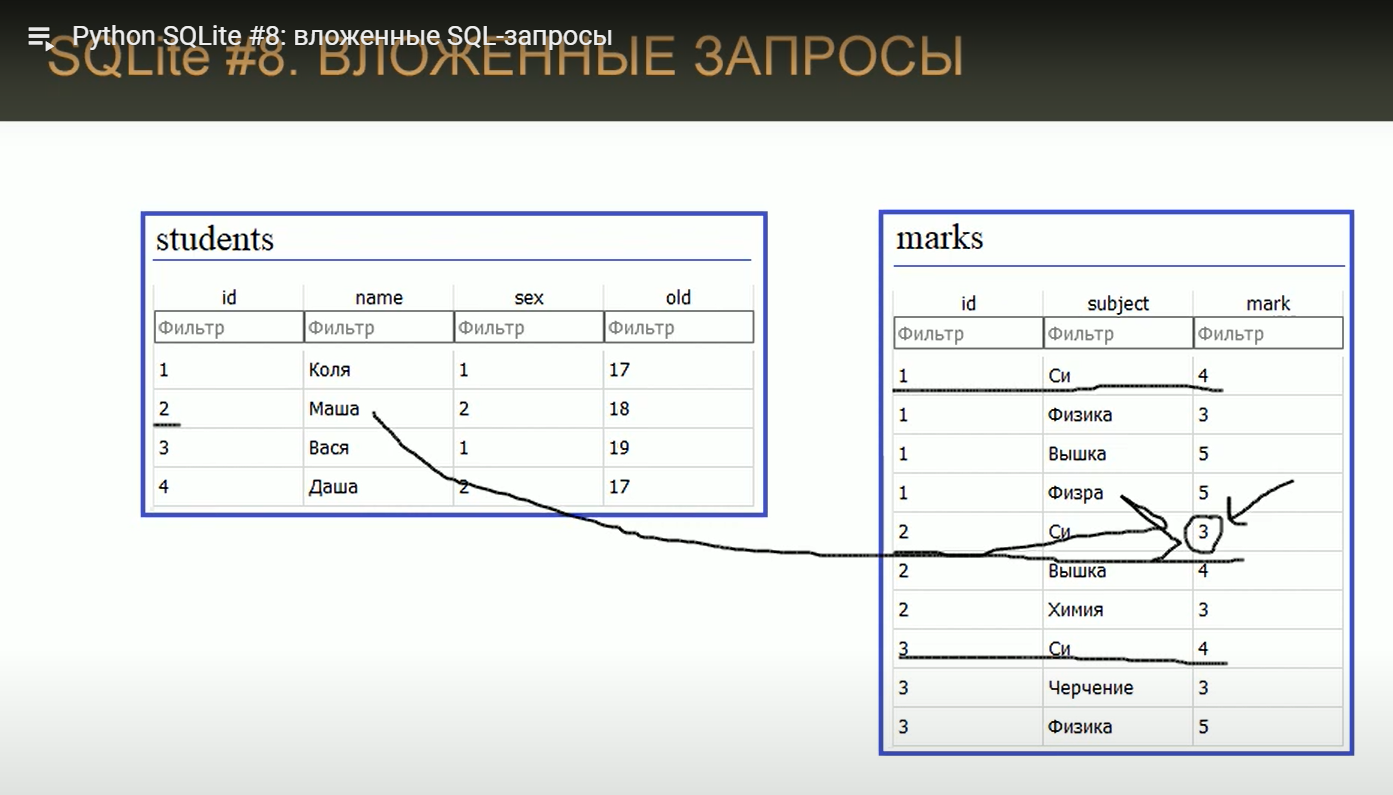 Python SQLite #8: вложенные SQL-запросы
SQLite #8. ВЛОЖЕННЫЕ ЗАПРОСЫ
students
id name sex old
Фильтр Фильтр Фильтр Фильтр
1 Коля 1 17
2 Маша 2 18
3 Вася 1 19
4 Даша 2 17
marks
id subject mark
Фильтр Фильтр Фильтр
1 Си 4
1 Физика 3
1 Вышка 5
1 Физра 5
2 Си 3
2 Вышка 4
2 Химия 3
3 Си 4
3 Черчение 3
3 Физика 5